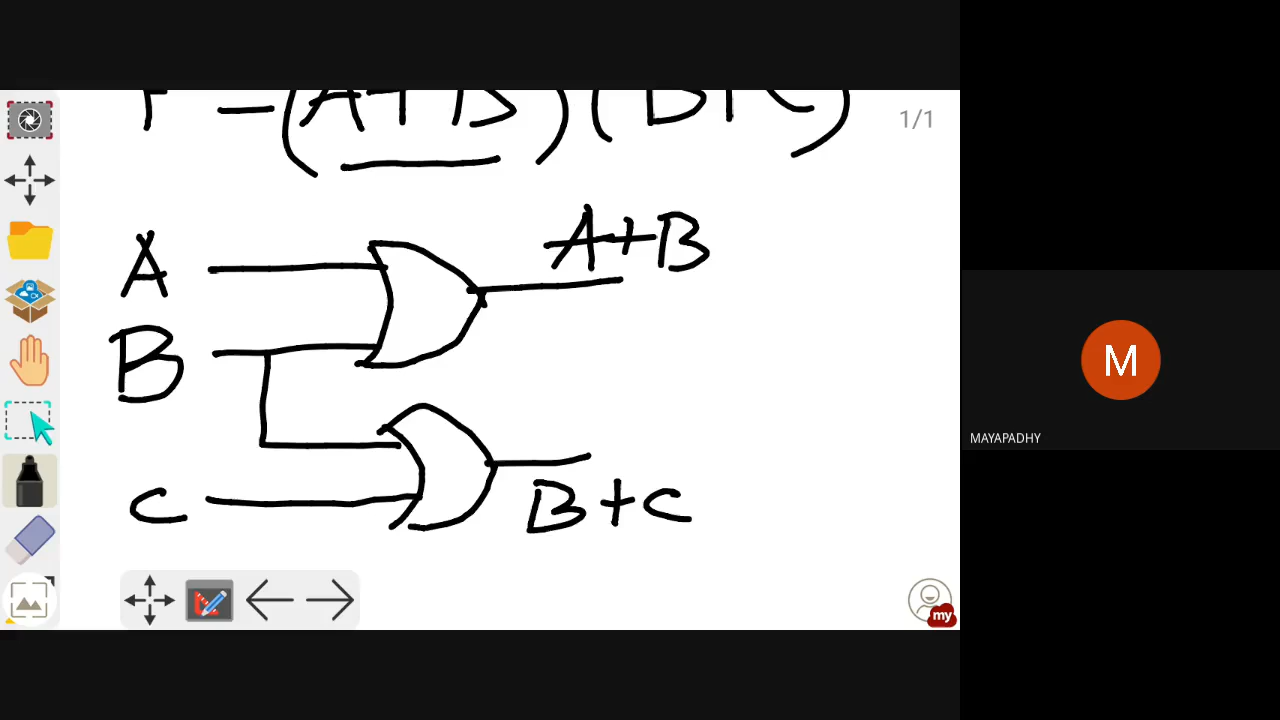 F = (A+B)(B+C)
1/1
A
A+B
B
C
B+C
M
MAYAPADHY
my